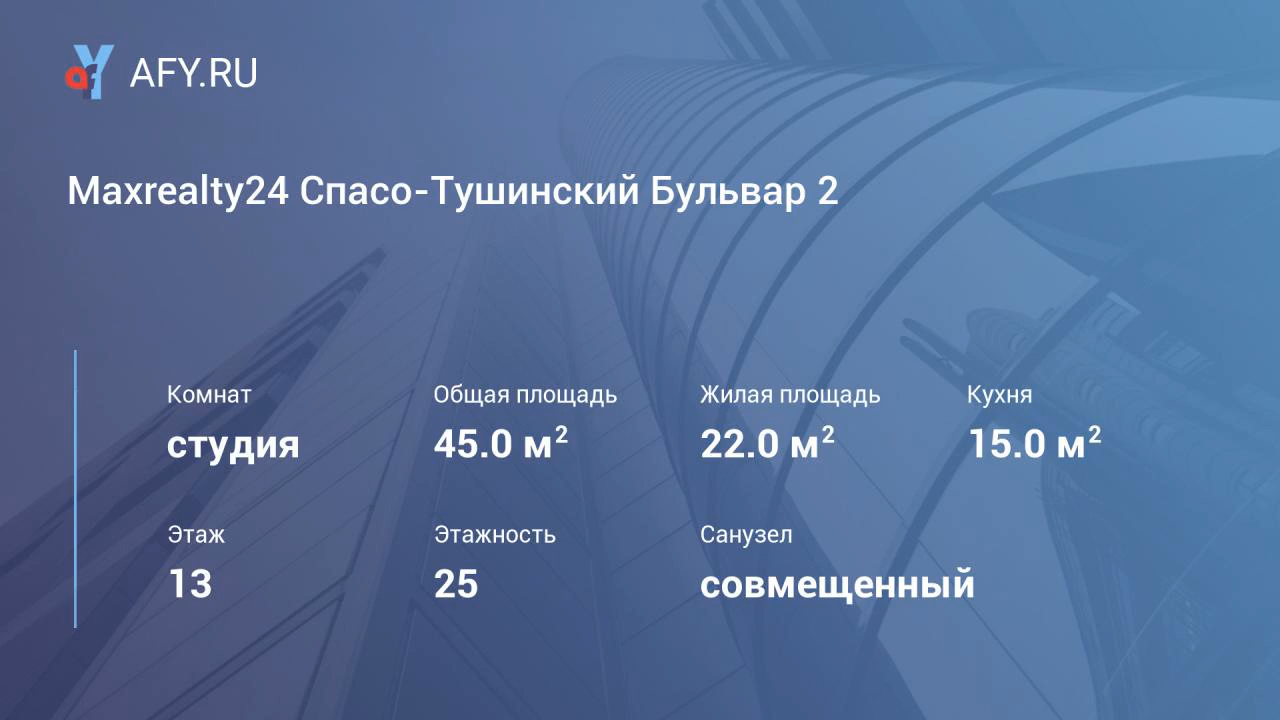 AFY.RU
Maxrealty24 Спасо-Тушинский Бульвар 2
Комнат
студия
Общая площадь
45.0 м²
Жилая площадь
22.0 м²
Кухня
15.0 м²
Этаж
13
Этажность
25
Санузел
совмещенный